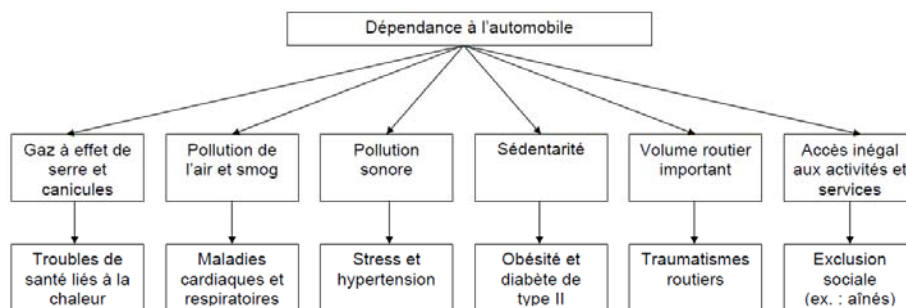 Dépendance à l'automobile
Gaz à effet de
serre et
canicules
Pollution de
l'air et smog
Pollution
sonore
Sédentarité
Volume routier
important
Accès inégal
aux activités et
services
Troubles de
santé liés à la
chaleur
Maladies
cardiaques et
respiratoires
Stress et
hypertension
Obésité et
diabète de
type II
Traumatismes
routiers
Exclusion
sociale
(ex. : aînés)